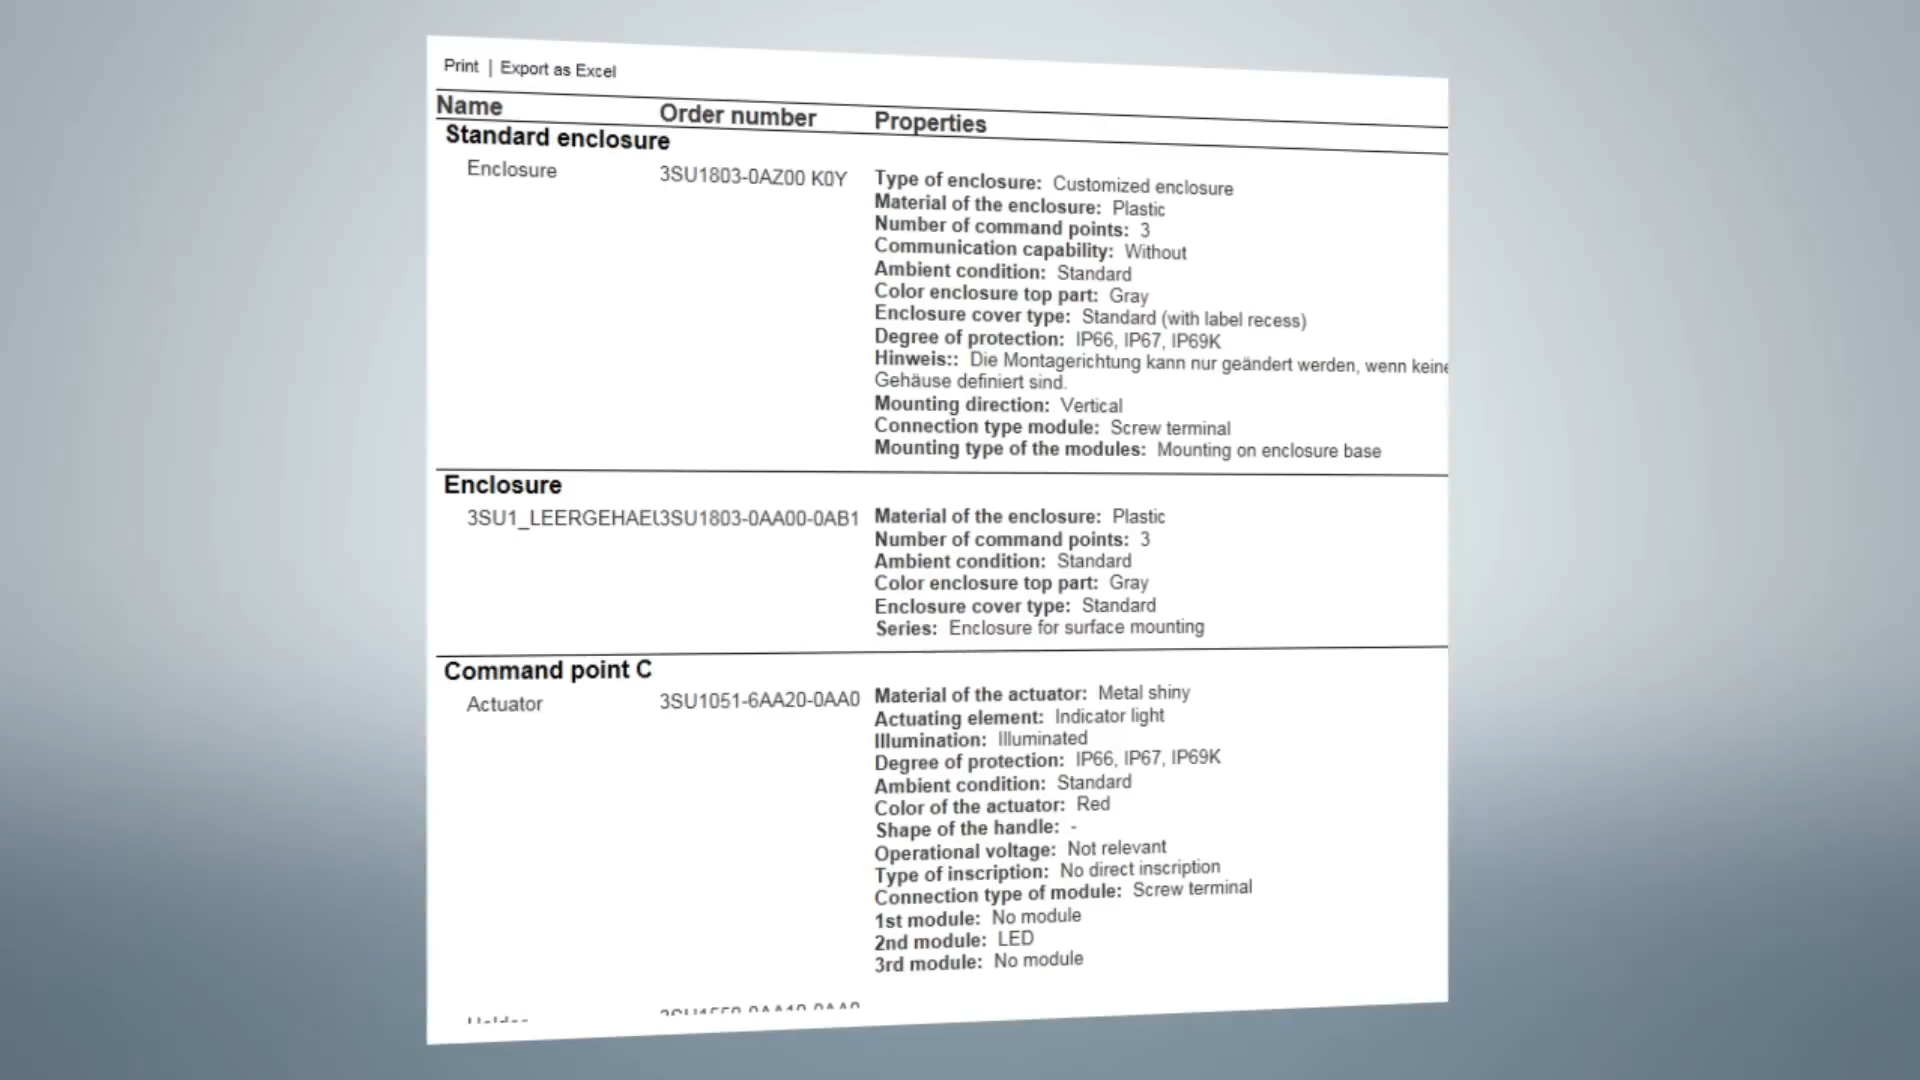 Print | Export as Excel
Name Order number Properties
Standard enclosure
Enclosure 3SU1803-0AZ00 K0Y Type of enclosure: Customized enclosure
Material of the enclosure: Plastic
Number of command points: 3
Communication capability: Without
Ambient condition: Standard
Color enclosure top part: Gray
Enclosure cover type: Standard (with label recess)
Degree of protection: IP66, IP67, IP69K
Hinweis:: Die Montagerichtung kann nur geändert werden, wenn keine
Gehäuse definiert sind.
Mounting direction: Vertical
Connection type module: Screw terminal
Mounting type of the modules: Mounting on enclosure base
Enclosure
3SU1_LEERGEHAEU 3SU1803-0AA00-0AB1 Material of the enclosure: Plastic
Number of command points: 3
Ambient condition: Standard
Color enclosure top part: Gray
Enclosure cover type: Standard
Series: Enclosure for surface mounting
Command point C
Actuator 3SU1051-6AA20-0AA0 Material of the actuator: Metal shiny
Actuating element: Indicator light
Illumination: Illuminated
Degree of protection: IP66, IP67, IP69K
Ambient condition: Standard
Color of the actuator: Red
Shape of the handle: -
Operational voltage: Not relevant
Type of inscription: No direct inscription
Connection type of module: Screw terminal
1st module: No module
2nd module: LED
3rd module: No module